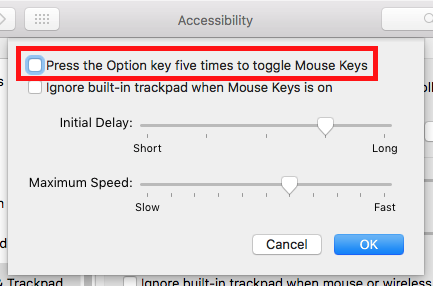 Accessibility
Press the Option key five times to toggle Mouse Keys
Ignore built-in trackpad when Mouse Keys is on
Initial Delay:
Short Long
Maximum Speed:
Slow Fast
Cancel OK
& Trackpad
Ignore built-in trackpad when mouse or wireless